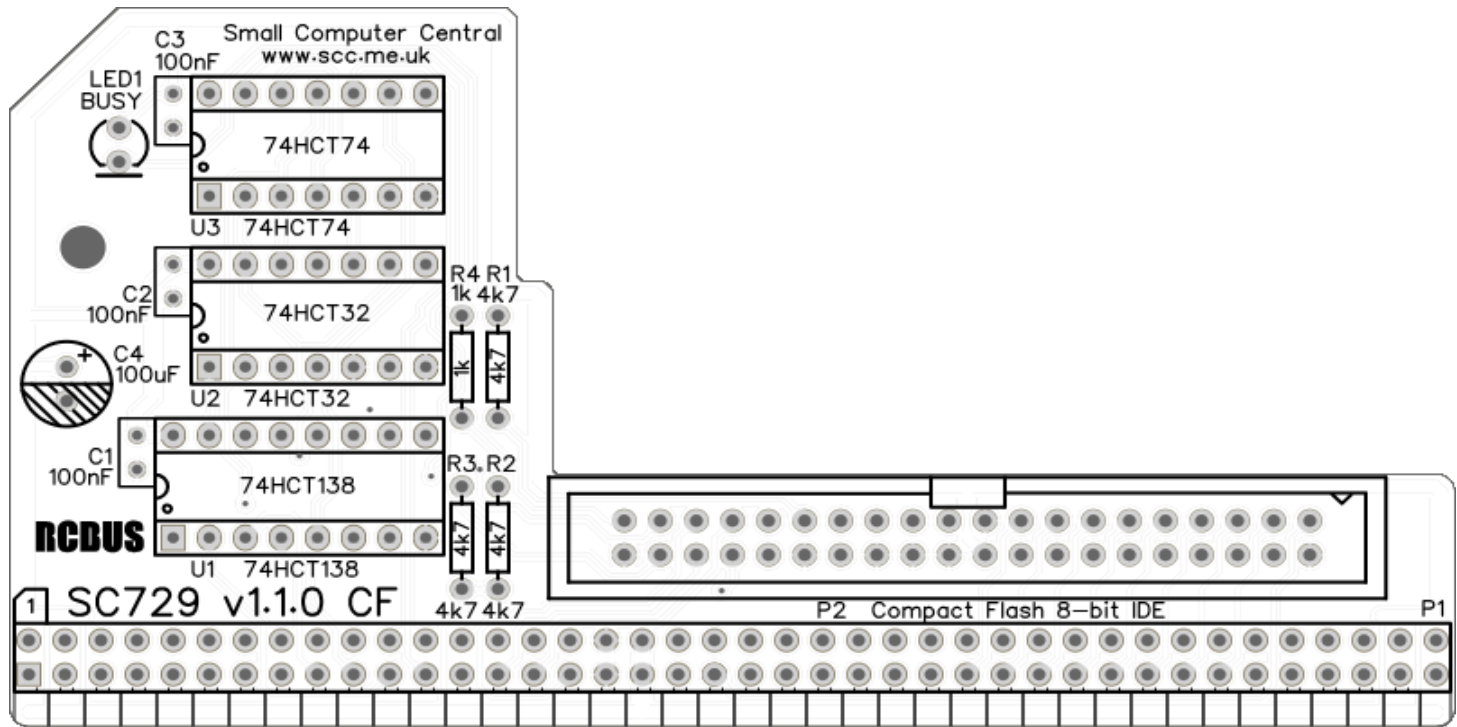 Small Computer Central
www.scc.me.uk
C3
100nF
LED1
BUSY
74HCT74
U3 74HCT74
C2
100nF
74HCT32
R4 R1
1k 4k7
1k
4k7
C4
100uF
+
U2 74HCT32
C1
100nF
74HCT138
R3 R2
4k7
4k7
RCBUS
U1 74HCT138
4k7 4k7
1
SC729 v1.1.0 CF
P2 Compact Flash 8-bit IDE
P1